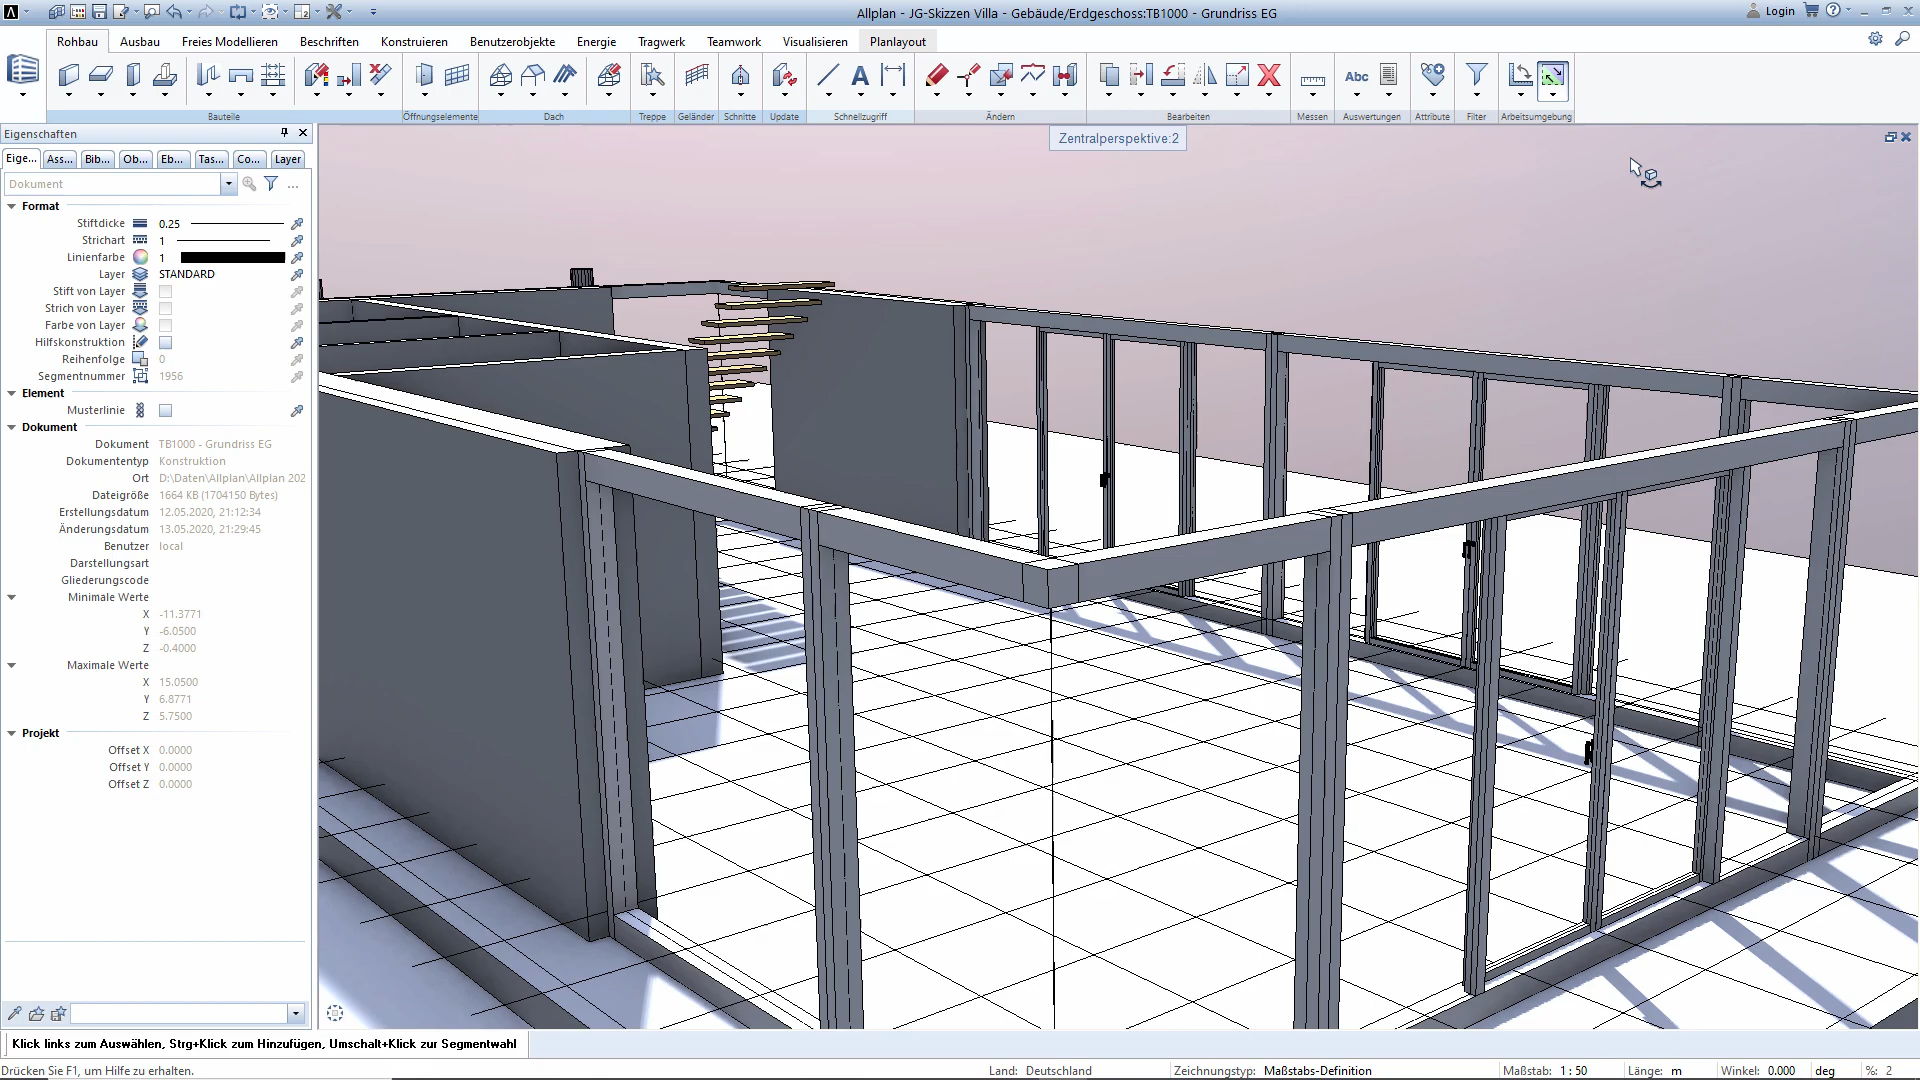 Allplan - JG-Skizzen Villa - Gebäude/Erdgeschoss:TB1000 - Grundriss EG
Login
Rohbau
Ausbau
Freies Modellieren
Beschriften
Konstruieren
Benutzerobjekte
Energie
Tragwerk
Teamwork
Visualisieren
Planlayout
Abc
Bauteile
Öffnungselemente
Dach
Treppe
Geländer
Schnitte
Update
Schnellzugriff
Ändern
Bearbeiten
Messen
Auswertungen
Attribute
Filter
Arbeitsumgebung
Eigenschaften
Zentralperspektive:2
Eige...
Ass...
Bib...
Ob...
Eb...
Tas...
Co...
Layer
Dokument
Format
Stiftdicke 0.25
Strichart 1
Linienfarbe 1
Layer STANDARD
Stift von Layer
Strich von Layer
Farbe von Layer
Hilfskonstruktion
Reihenfolge 0
Segmentnummer 1956
Element
Musterlinie
Dokument
Dokument TB1000 - Grundriss EG
Dokumententyp Konstruktion
Ort D:\Daten\Allplan\Allplan 202
Dateigröße 1664 KB (1704150 Bytes)
Erstellungsdatum 12.05.2020, 21:12:34
Änderungsdatum 13.05.2020, 21:29:45
Benutzer local
Darstellungsart
Gliederungscode
Minimale Werte
X -11.3771
Y -6.0500
Z -0.4000
Maximale Werte
X 15.0500
Y 6.8771
Z 5.7500
Projekt
Offset X 0.0000
Offset Y 0.0000
Offset Z 0.0000
Klick links zum Auswählen, Strg+Klick zum Hinzufügen, Umschalt+Klick zur Segmentwahl
Drücken Sie F1, um Hilfe zu erhalten.
Land: Deutschland
Zeichnungstyp: Maßstabs-Definition
Maßstab: 1 : 50
Länge: m
Winkel: 0.000
deg
%: 2